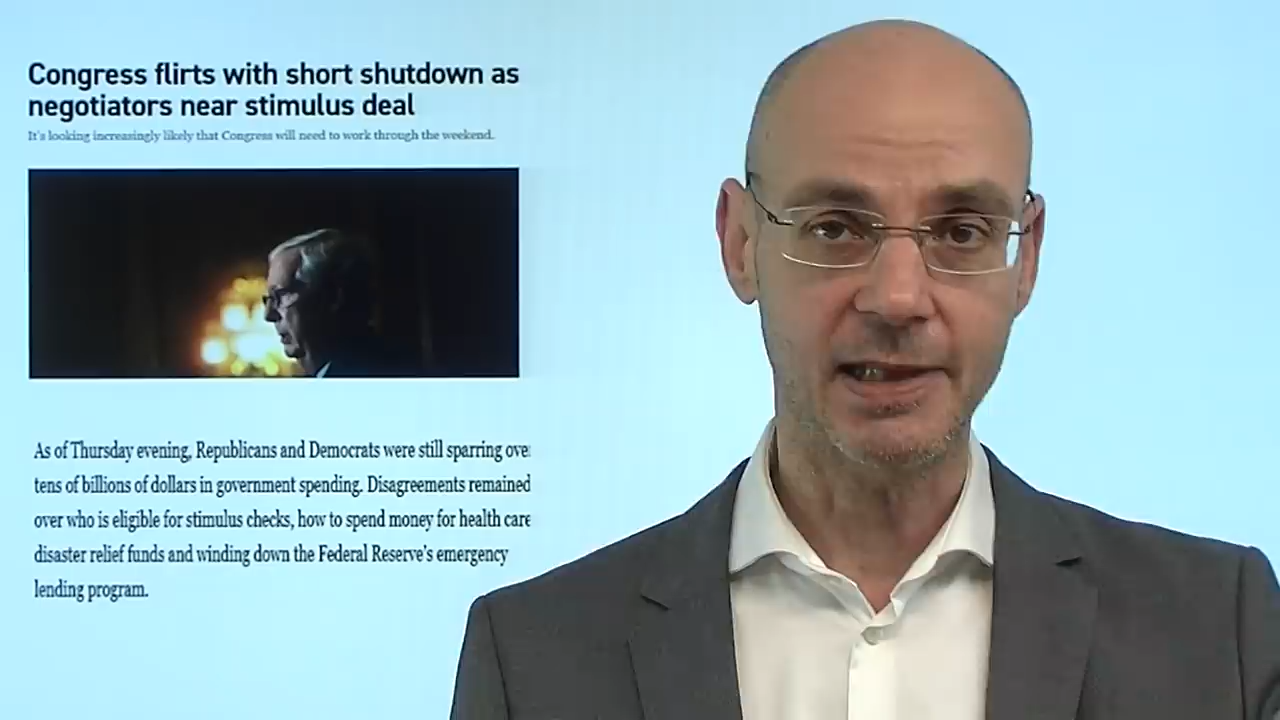 Congress flirts with short shutdown as
negotiators near stimulus deal
It's looking increasingly likely that Congress will need to work through the weekend.
As of Thursday evening, Republicans and Democrats were still sparring ove
tens of billions of dollars in government spending. Disagreements remained
over who is eligible for stimulus checks, how to spend money for health care
disaster relief funds and winding down the Federal Reserve's emergency
lending program.